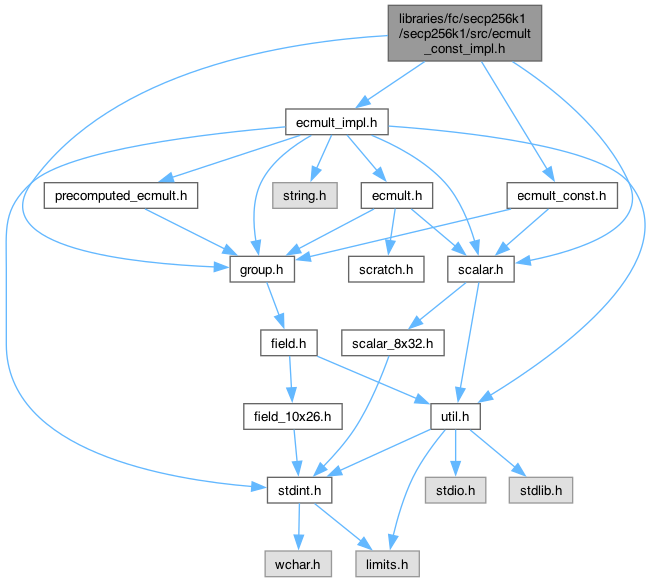 libraries/fc/secp256k1
/secp256k1/src/ecmult
_const_impl.h
ecmult_impl.h
precomputed_ecmult.h
string.h
ecmult.h
ecmult_const.h
group.h
scratch.h
scalar.h
field.h
scalar_8x32.h
field_10x26.h
util.h
stdint.h
stdio.h
stdlib.h
wchar.h
limits.h